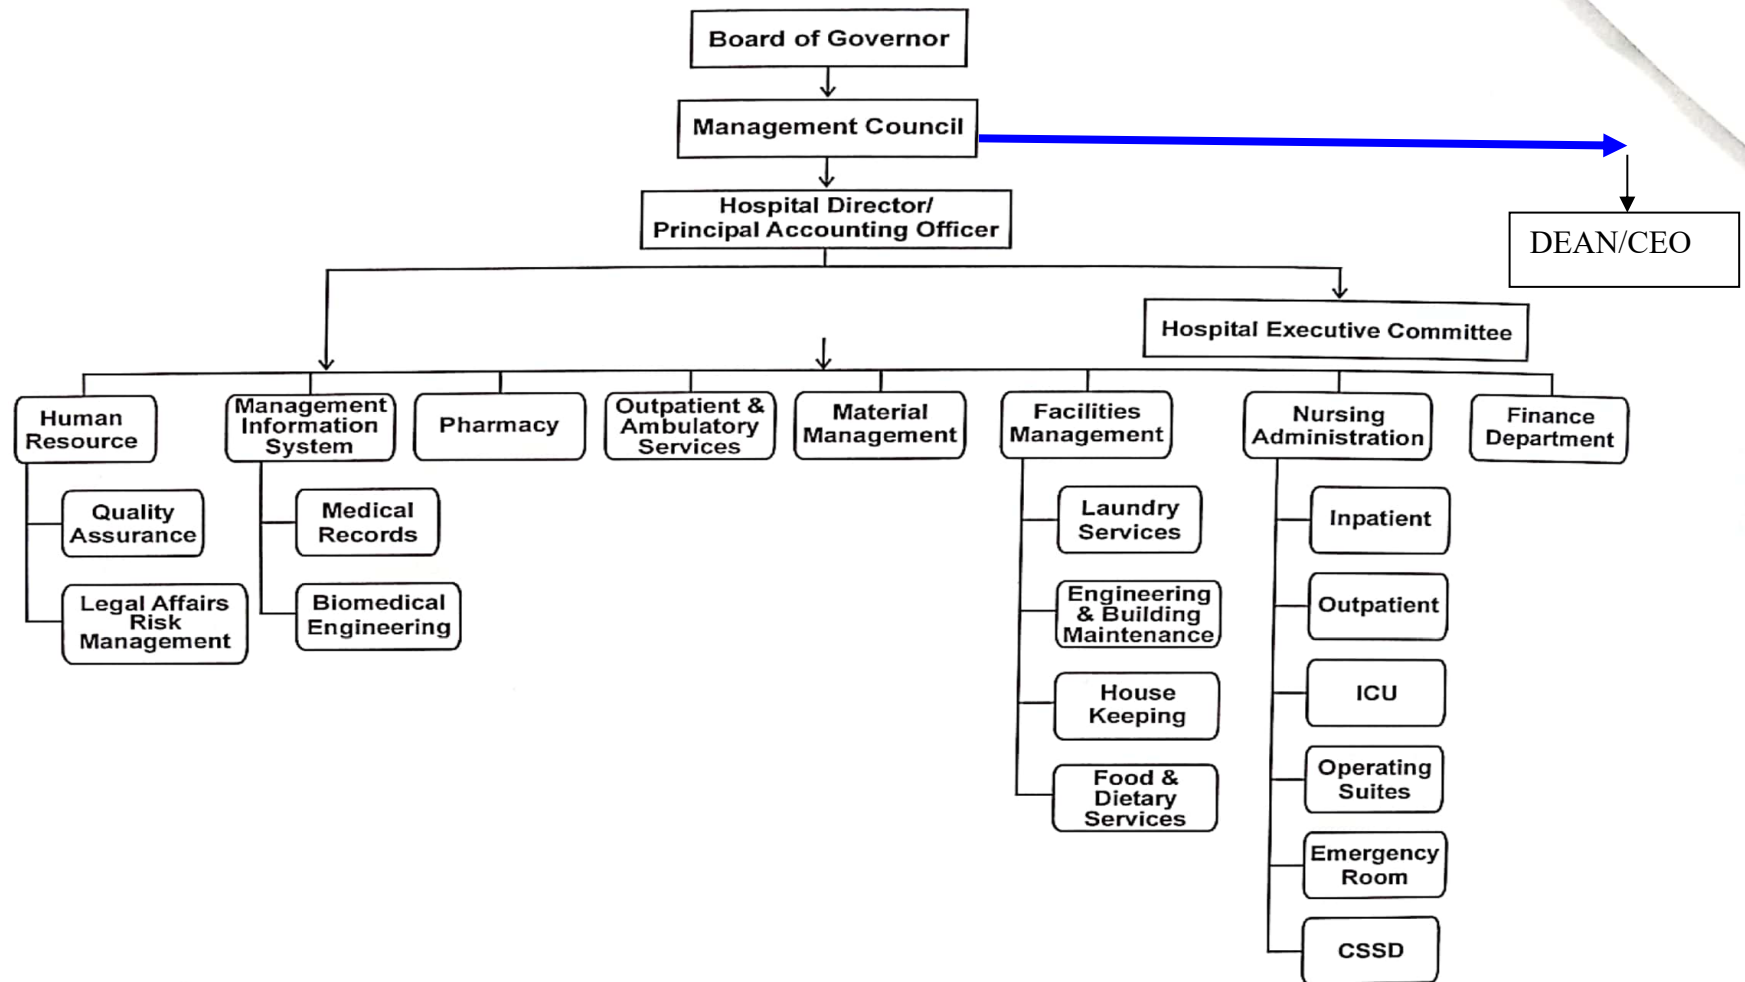 Board of Governor
Management Council
Hospital Director/
Principal Accounting Officer
DEAN/CEO
Hospital Executive Committee
Human
Resource
Management
Information
System
Pharmacy
Outpatient &
Ambulatory
Services
Material
Management
Facilities
Management
Nursing
Administration
Finance
Department
Quality
Assurance
Legal Affairs
Risk
Management
Medical
Records
Biomedical
Engineering
Laundry
Services
Engineering
& Building
Maintenance
House
Keeping
Food &
Dietary
Services
Inpatient
Outpatient
ICU
Operating
Suites
Emergency
Room
CSSD